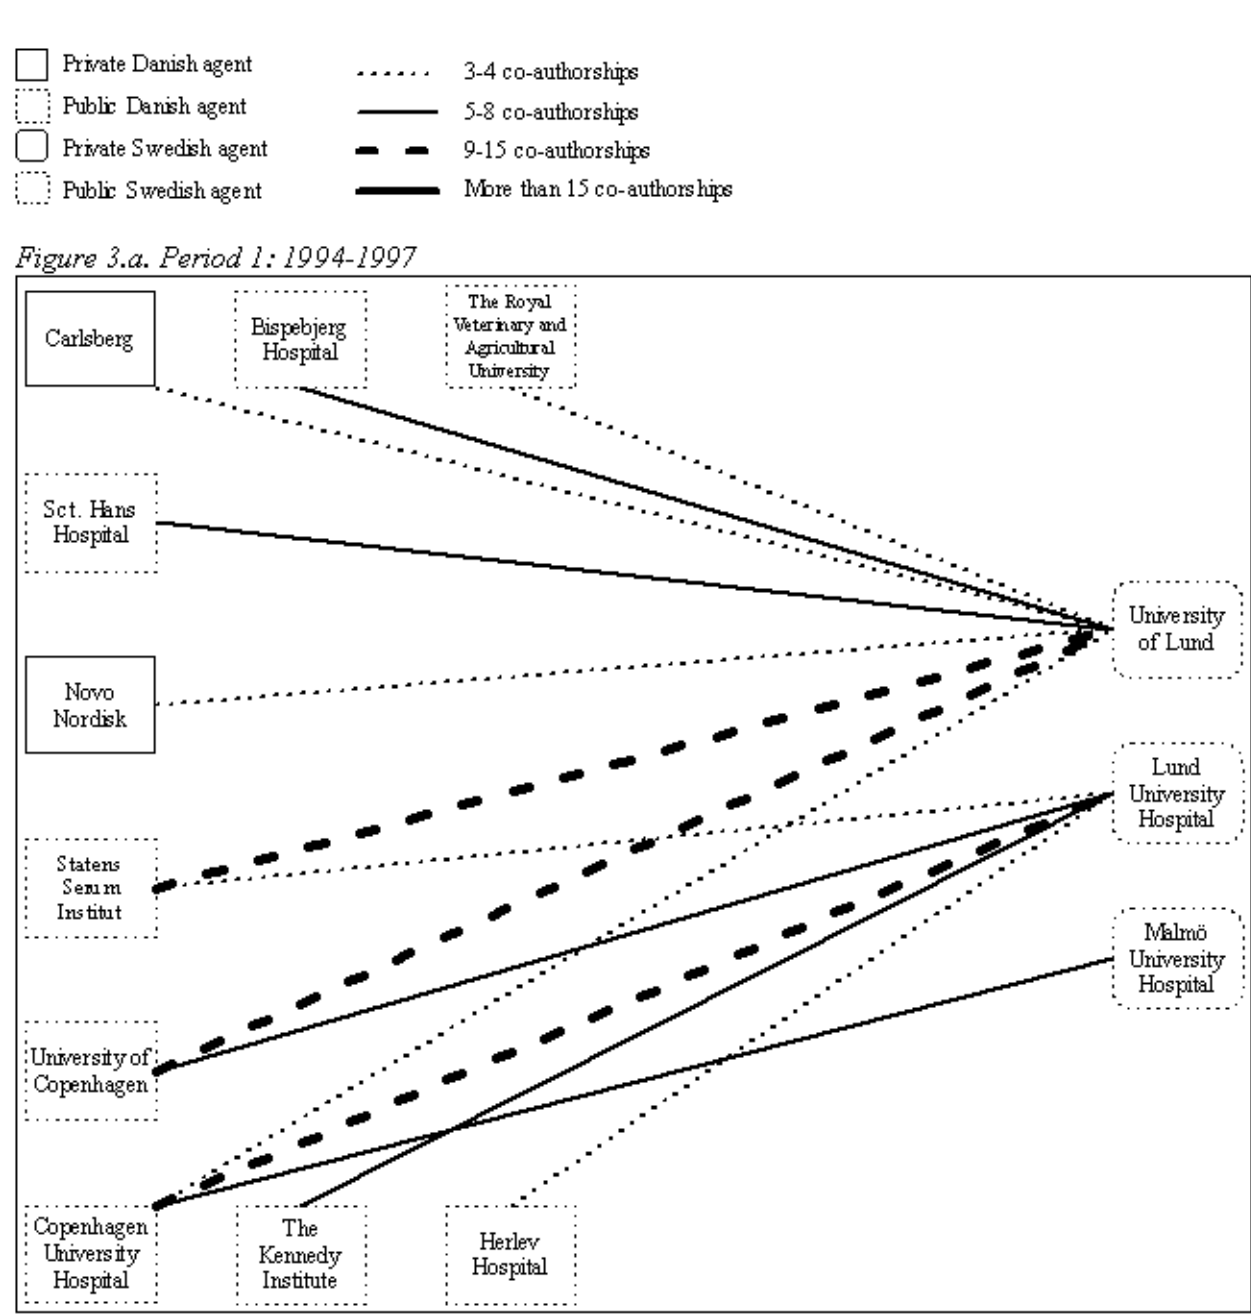 Private Danish agent
Public Danish agent
Private Swedish agent
Public Swedish agent
3-4 co-authorships
5-8 co-authorships
9-15 co-authorships
More than 15 co-authorships
Figure 3.a. Period 1: 1994-1997
Carlsberg
Bispebjerg
Hospital
The Royal
Veterinary and
Agricultural
University
Sct. Hans
Hospital
University
of Lund
Novo
Nordisk
Lund
University
Hospital
Statens
Serum
Institut
Malmö
University
Hospital
University of
Copenhagen
Copenhagen
University
Hospital
The
Kennedy
Institute
Herlev
Hospital